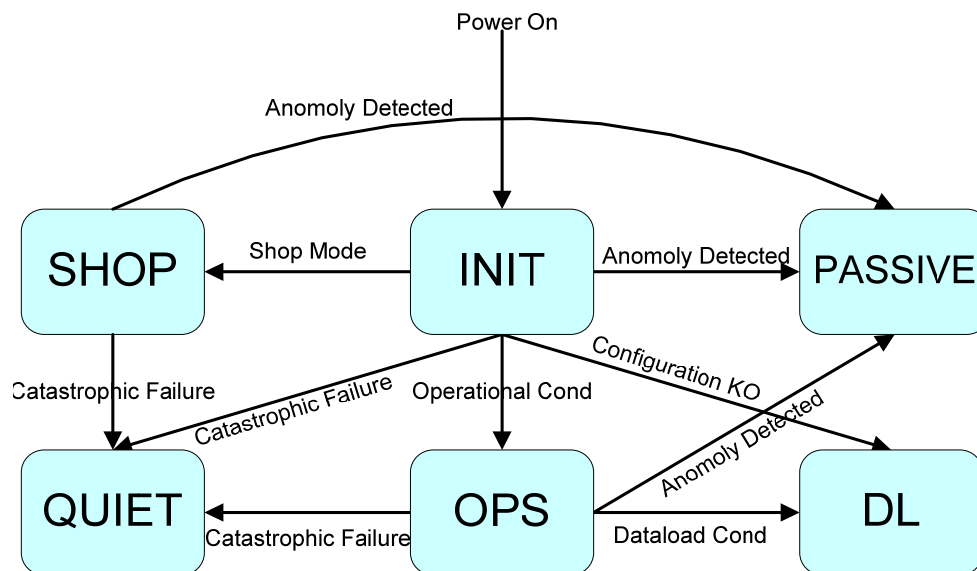 Power On
Anomoly Detected
SHOP
Shop Mode
INIT
Anomoly Detected
PASSIVE
Catastrophic Failure
Catastrophic Failure
Operational Cond
Configuration KO
Anomoly Detected
QUIET
Catastrophic Failure
OPS
Dataload Cond
DL